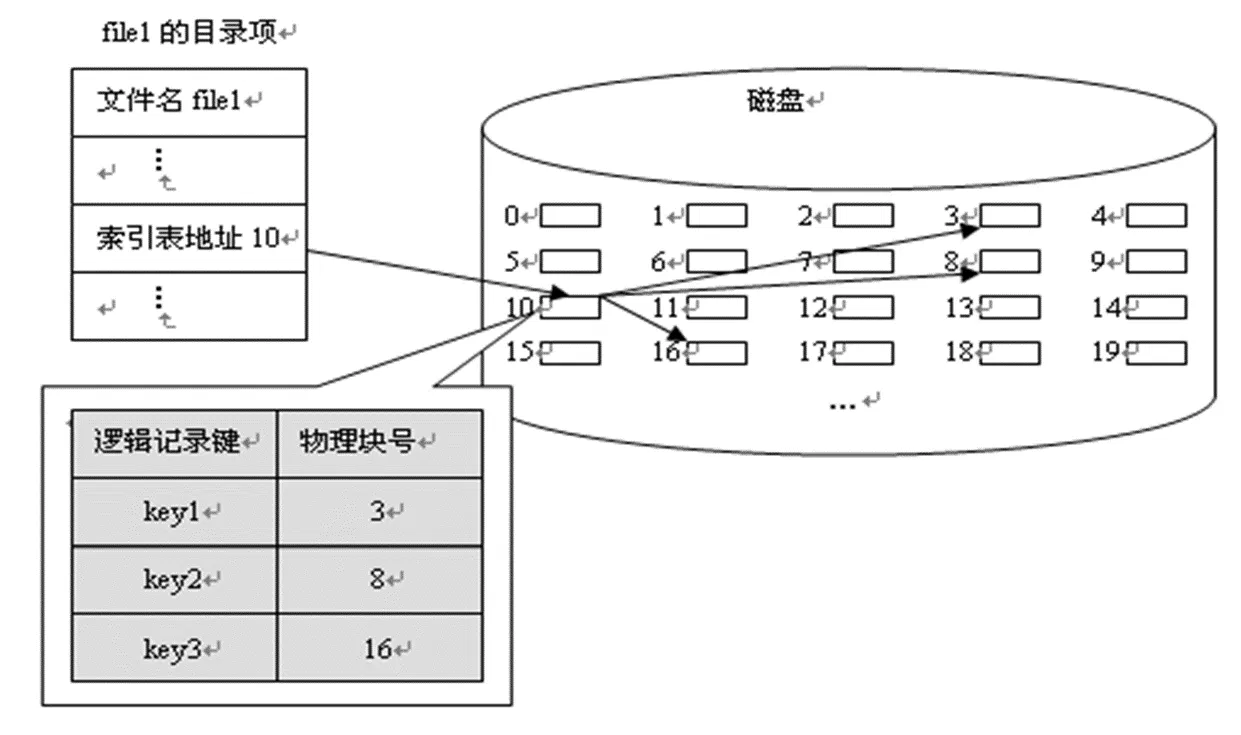 file1 的目录项↵
文件名 file1↵
↵ ⋮
索引表地址 10↵
↵ ⋮
磁盘↵
0↵ 1↵ 2↵ 3↵ 4↵
5↵ 6↵ 7↵ 8↵ 9↵
10↵ 11↵ 12↵ 13↵ 14↵
15↵ 16↵ 17↵ 18↵ 19↵
…↵
逻辑记录键↵ 物理块号↵
key1↵ 3↵
key2↵ 8↵
key3↵ 16↵